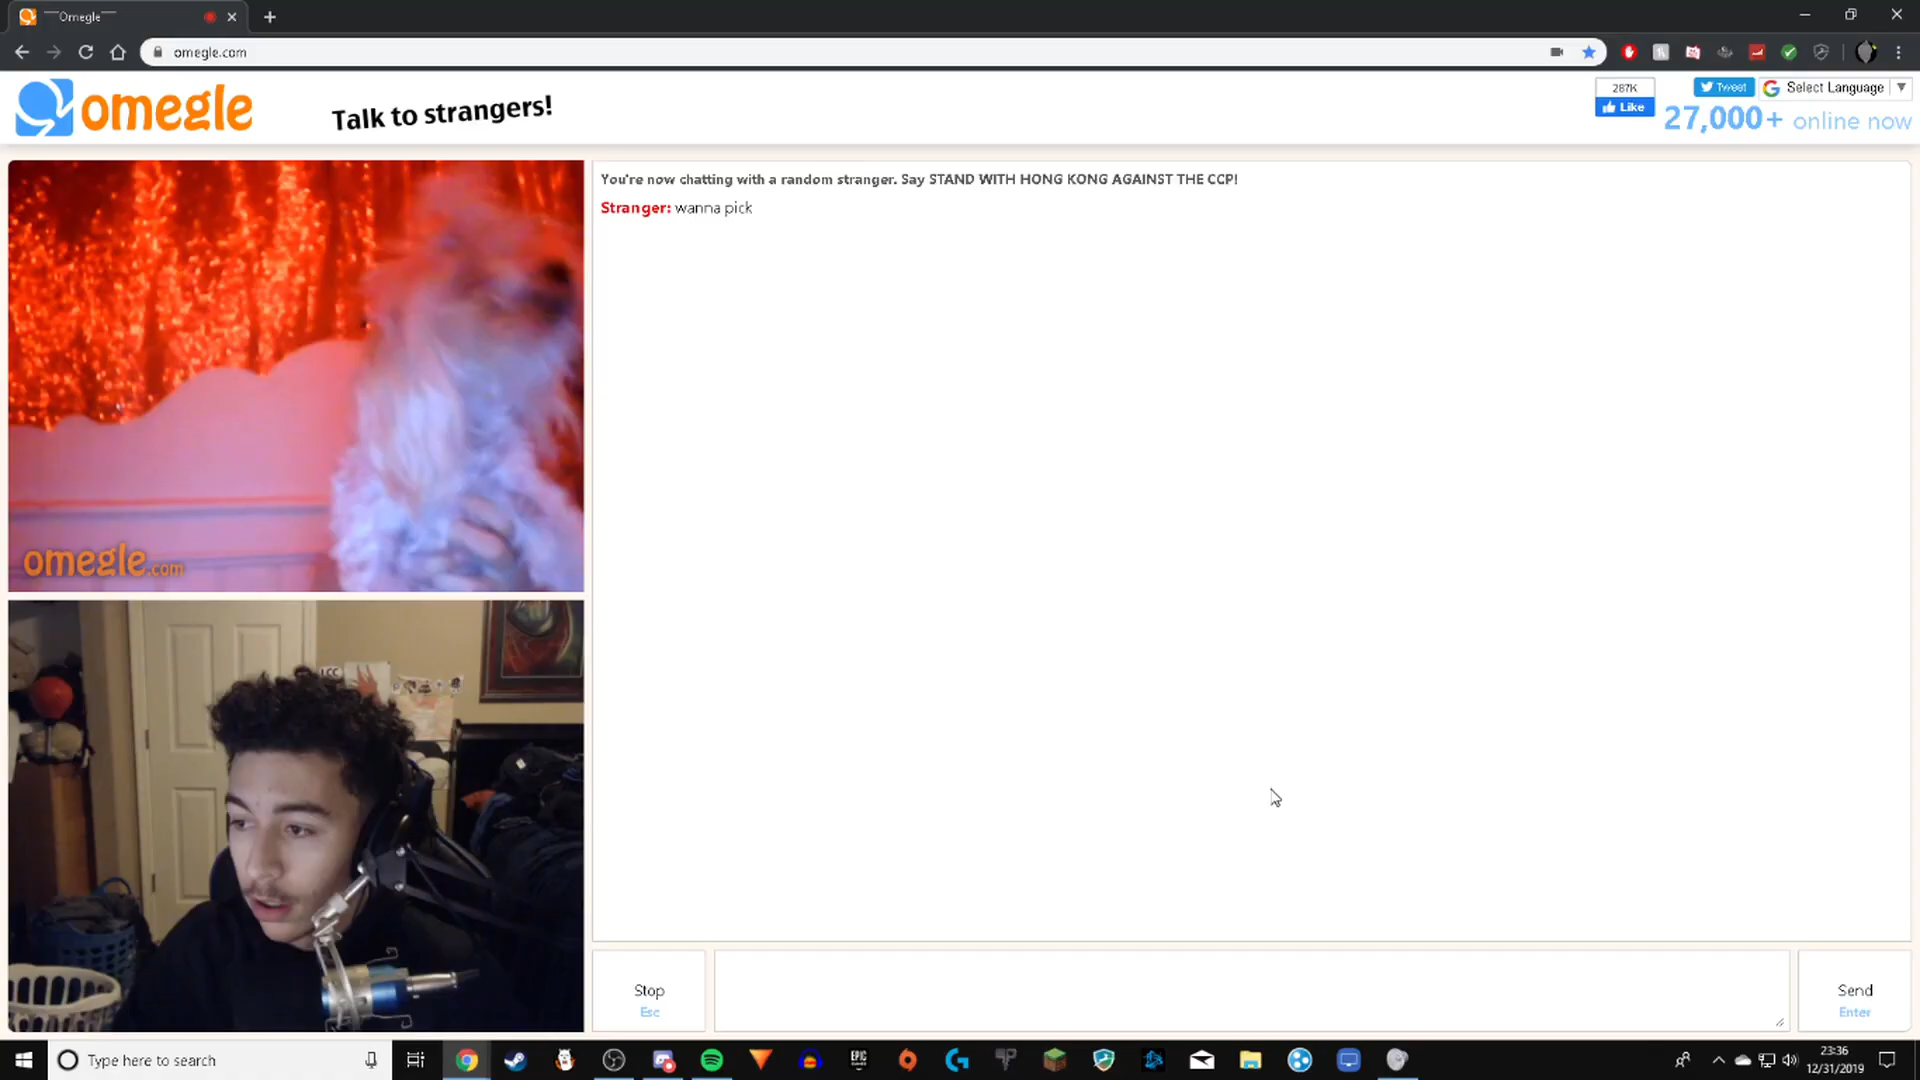 Omegle
omegle.com
omegle
Talk to strangers!
287K
Like
Tweet
Select Language
27,000+ online now
You're now chatting with a random stranger. Say STAND WITH HONG KONG AGAINST THE CCP!
Stranger: wanna pick
omegle.com
Stop
Esc
Send
Enter
Type here to search
EPIC
GAMES
23:36
12/31/2019